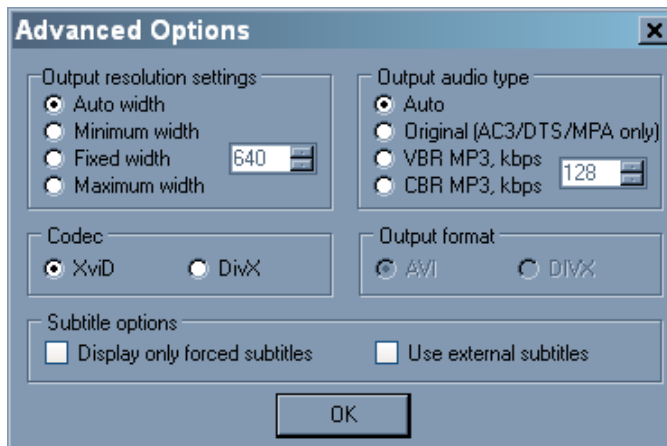 Advanced Options
Output resolution settings
Auto width
Minimum width
Fixed width
640
Maximum width
Output audio type
Auto
Original (AC3/DTS/MPA only)
VBR MP3, kbps
128
CBR MP3, kbps
Codec
XviD
DivX
Output format
AVI
DIVX
Subtitle options
Display only forced subtitles
Use external subtitles
OK